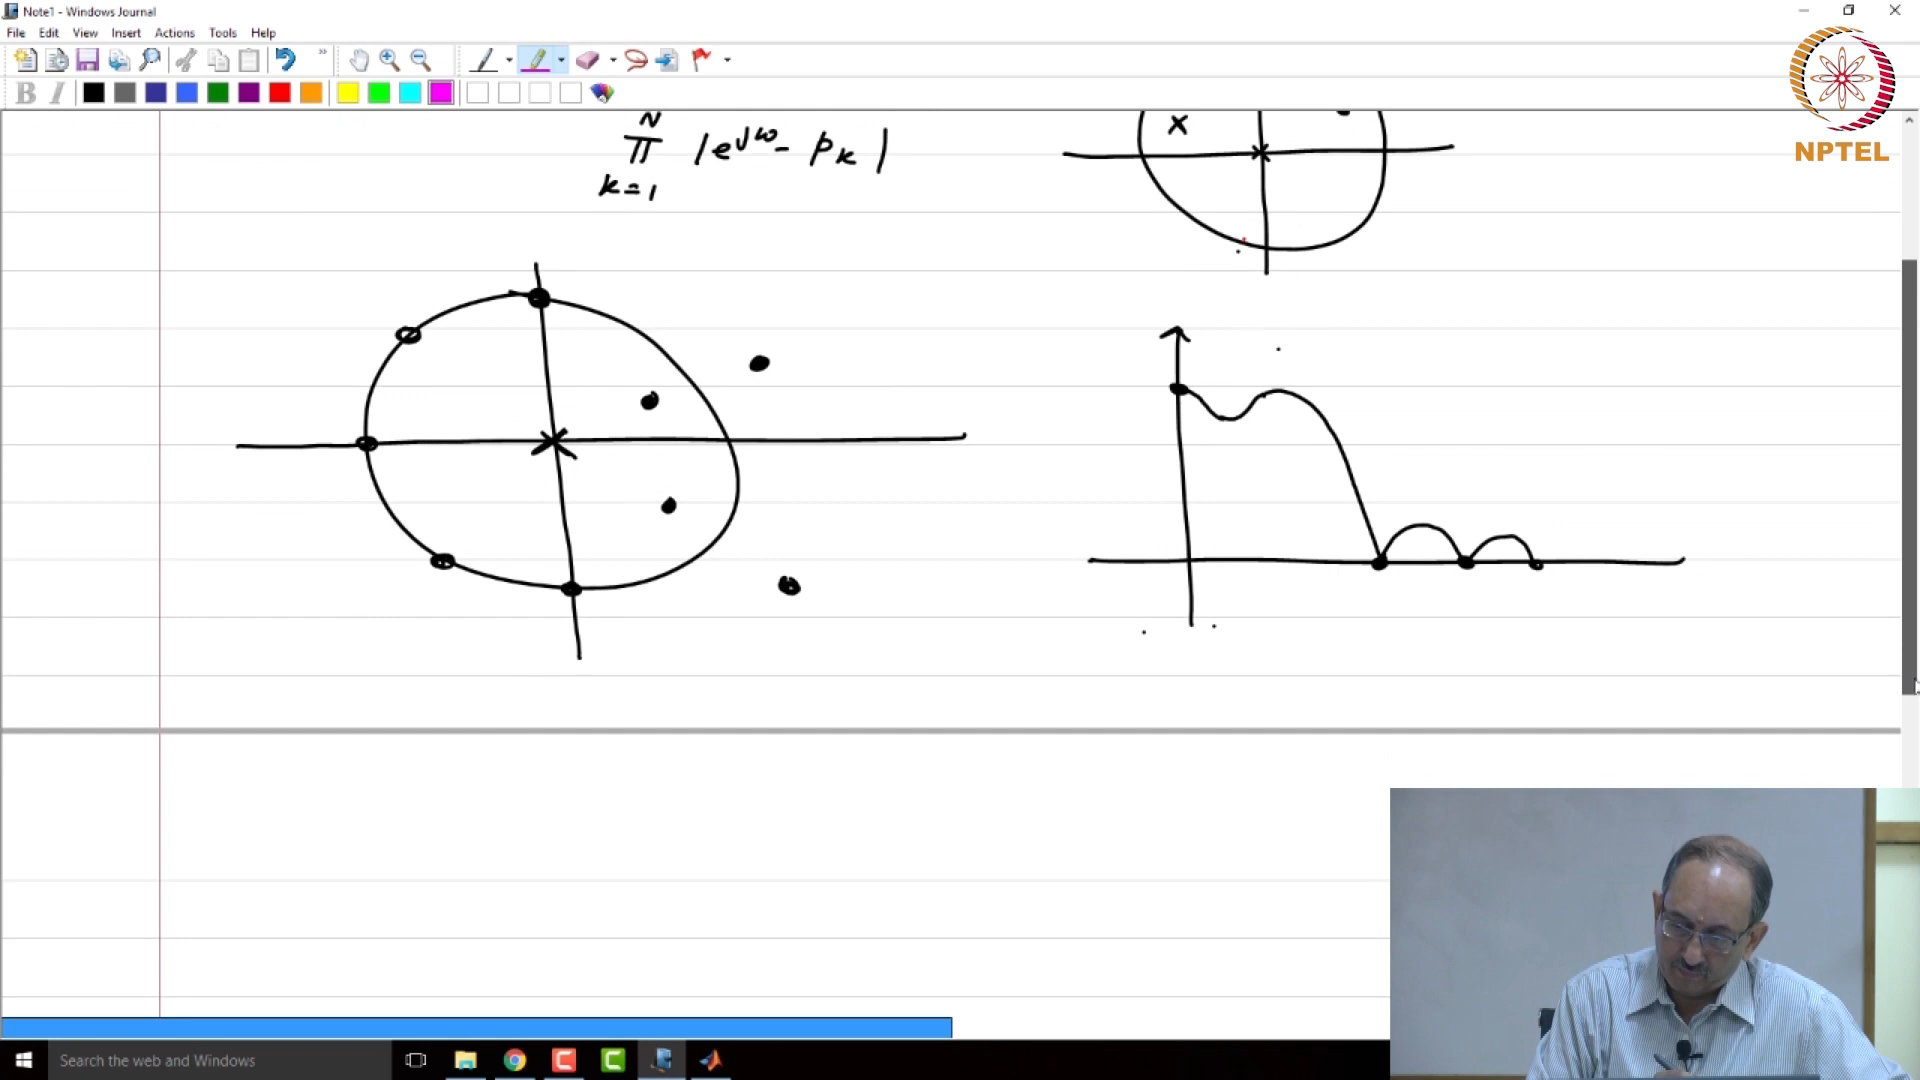 Note1 - Windows Journal
File Edit View Insert Actions Tools Help
B I
NPTEL
N
π |e^jω - p_k|
k=1
x
Search the web and Windows